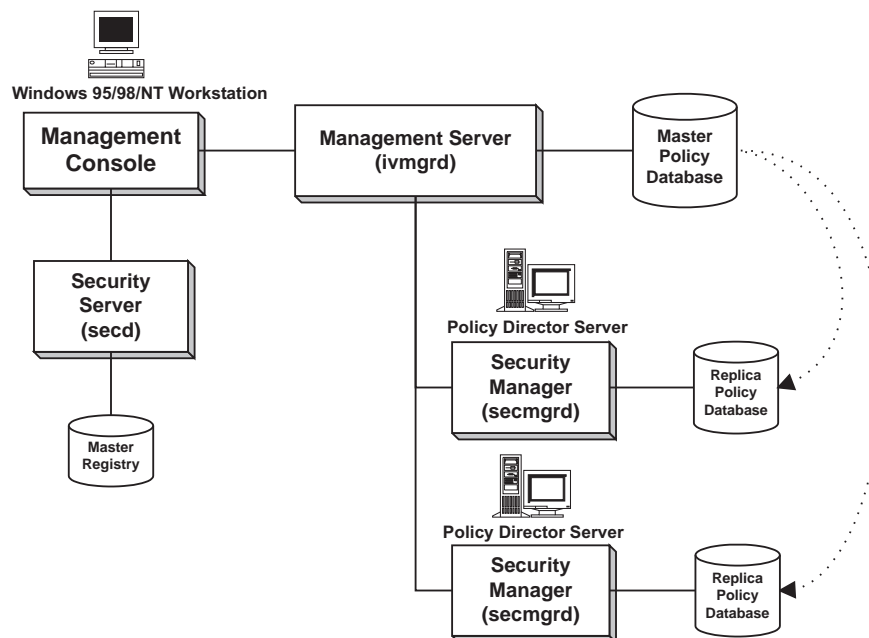 Windows 95/98/NT Workstation
Management
Console
Management Server
(ivmgrd)
Master
Policy
Database
Security
Server
(secd)
Master
Registry
Policy Director Server
Security
Manager
(secmgrd)
Replica
Policy
Database
Policy Director Server
Security
Manager
(secmgrd)
Replica
Policy
Database